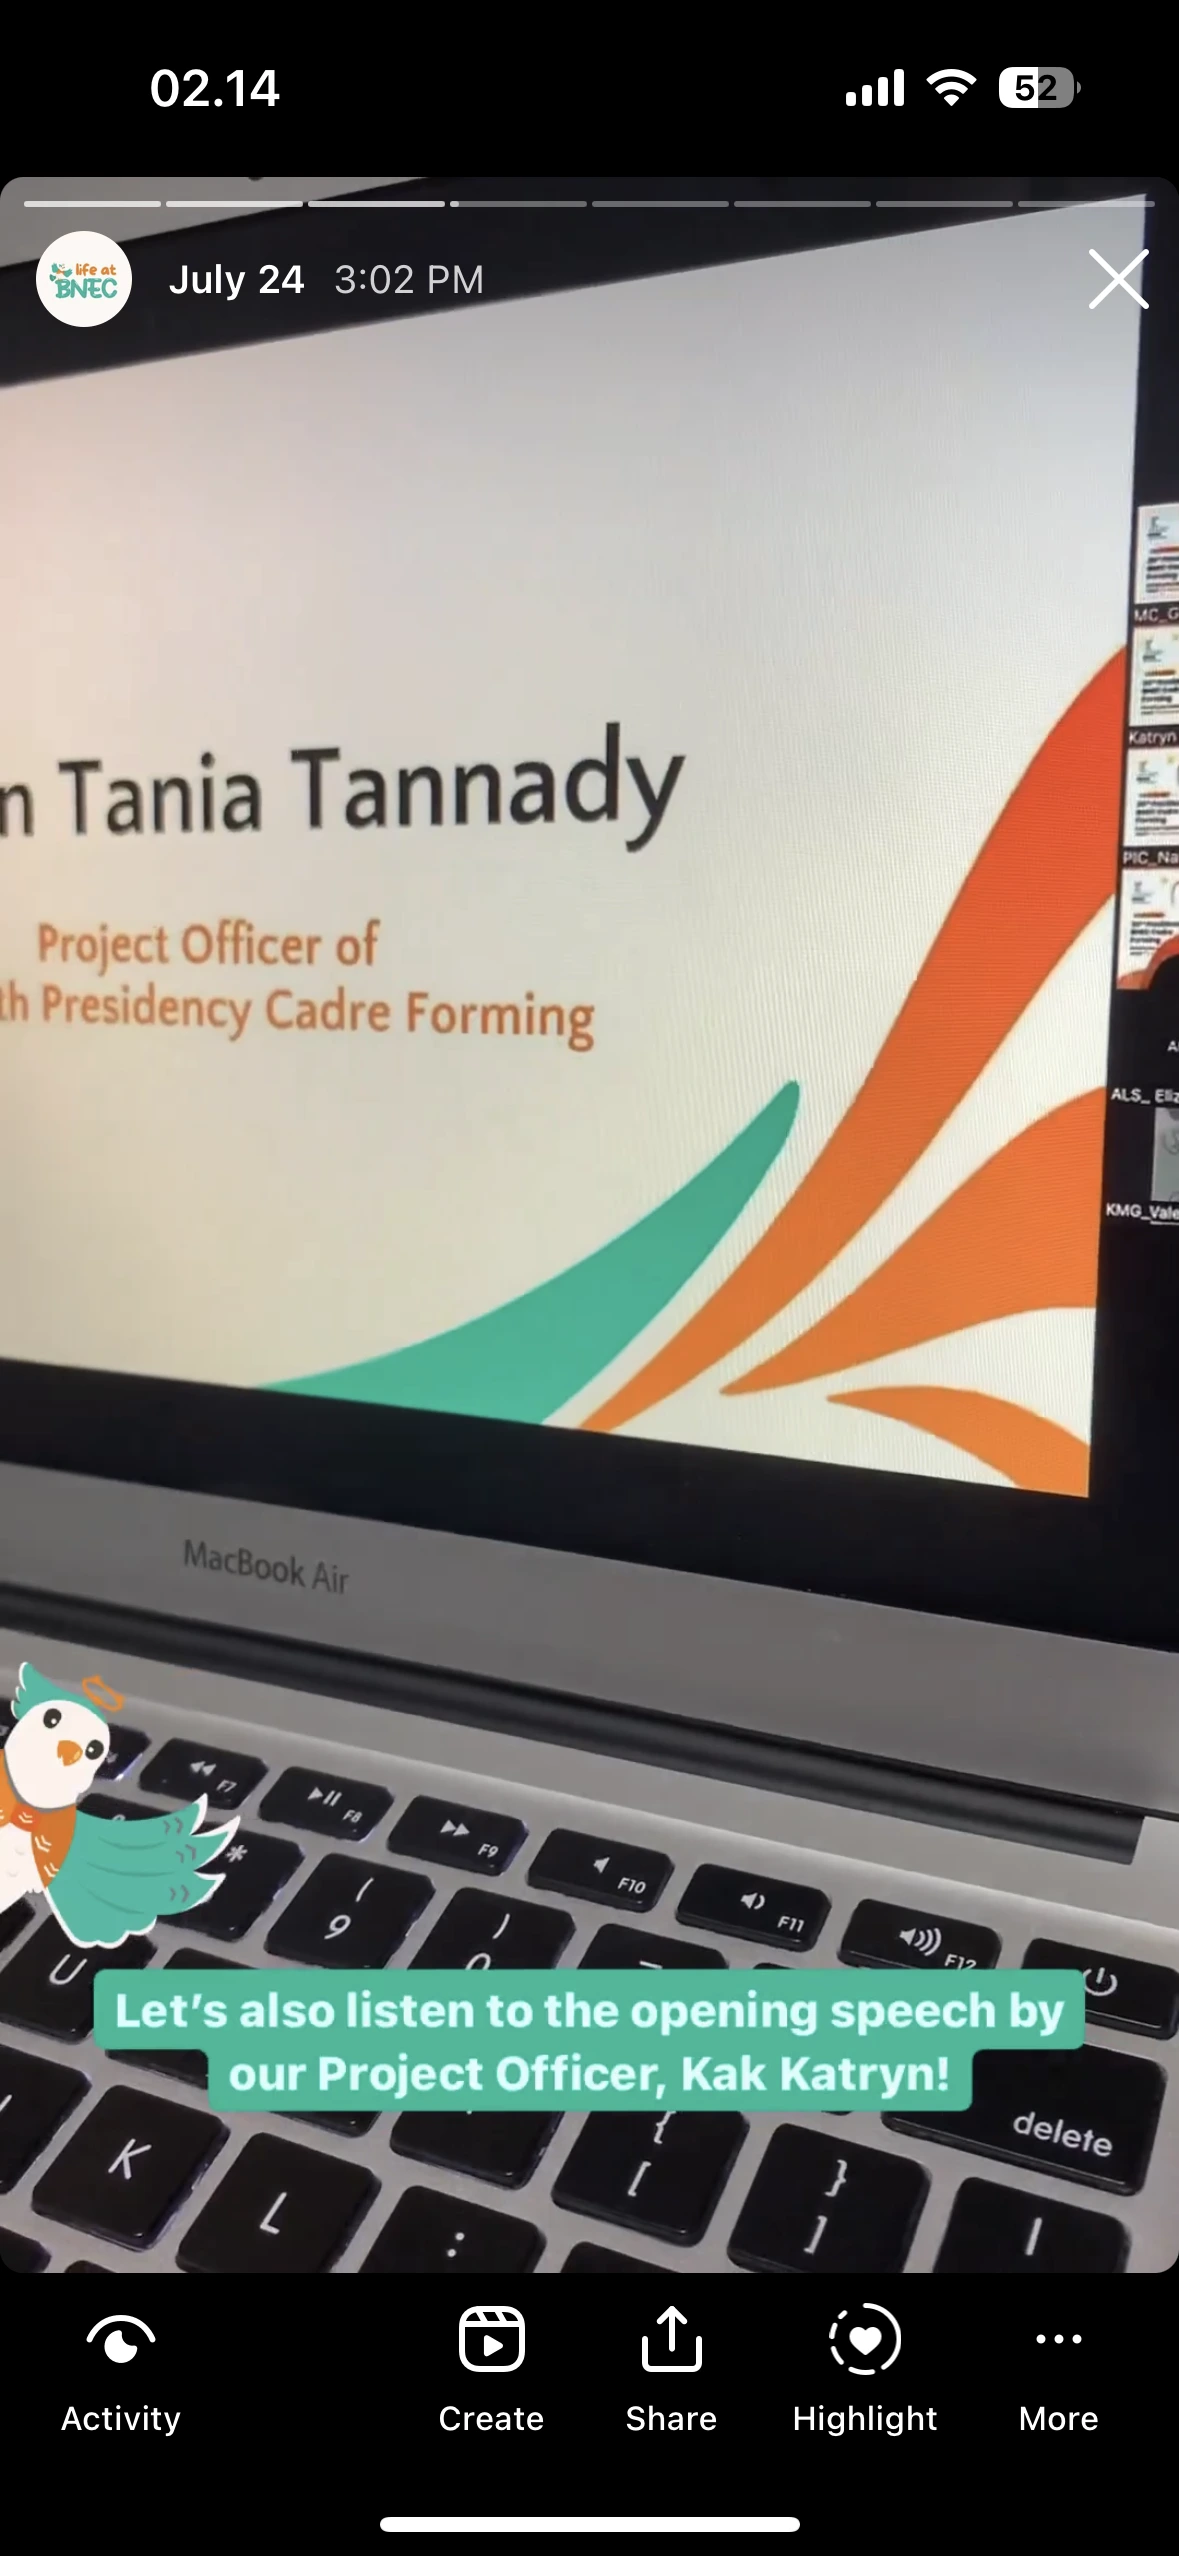 02.14
52
life at
BNEC
July 24 3:02 PM
MC_G
n Tania Tannady
Katryn
PIC_Na
Project Officer of
th Presidency Cadre Forming
ALS_ Eliz
KMG_Vale
MacBook Air
F7
F8
F9
F10
F11
F12
*
(
9
)
0
U
Let's also listen to the opening speech by
our Project Officer, Kak Katryn!
delete
K
L
:
{
[
}
]
|
Activity
Create
Share
Highlight
More